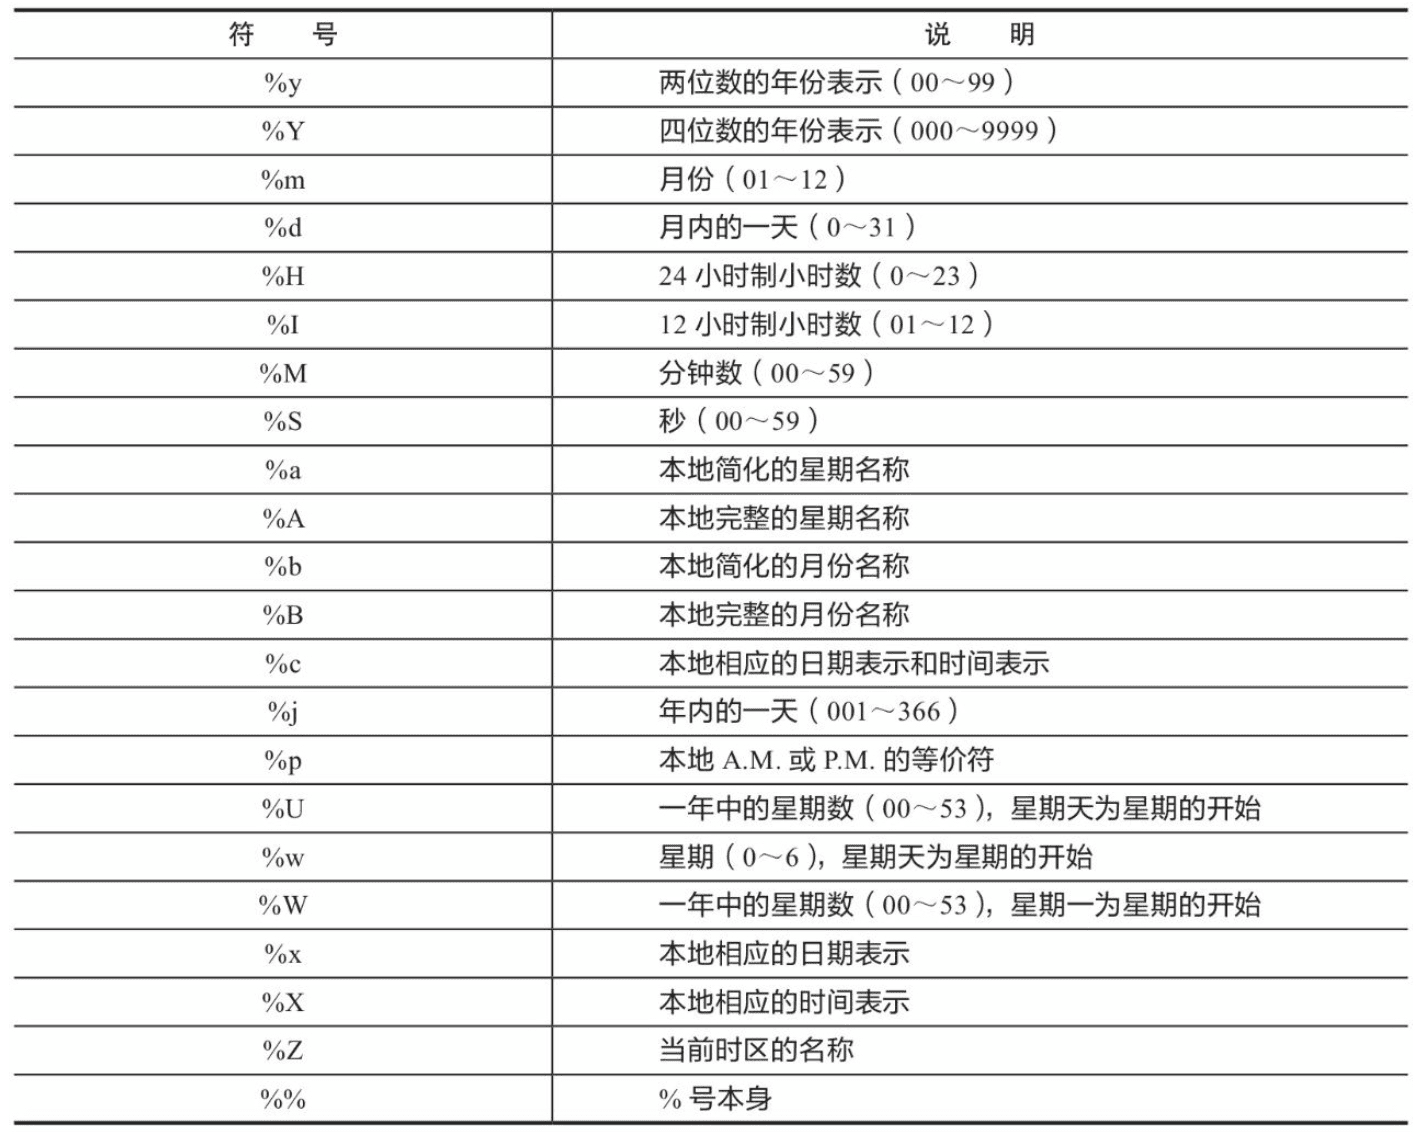 符 号 说 明
%y 两位数的年份表示（00～99）
%Y 四位数的年份表示（000～9999）
%m 月份（01～12）
%d 月内的一天（0～31）
%H 24 小时制小时数（0～23）
%I 12 小时制小时数（01～12）
%M 分钟数（00～59）
%S 秒（00～59）
%a 本地简化的星期名称
%A 本地完整的星期名称
%b 本地简化的月份名称
%B 本地完整的月份名称
%c 本地相应的日期表示和时间表示
%j 年内的一天（001～366）
%p 本地 A.M. 或 P.M. 的等价符
%U 一年中的星期数（00～53），星期天为星期的开始
%w 星期（0～6），星期天为星期的开始
%W 一年中的星期数（00～53），星期一为星期的开始
%x 本地相应的日期表示
%X 本地相应的时间表示
%Z 当前时区的名称
%% % 号本身